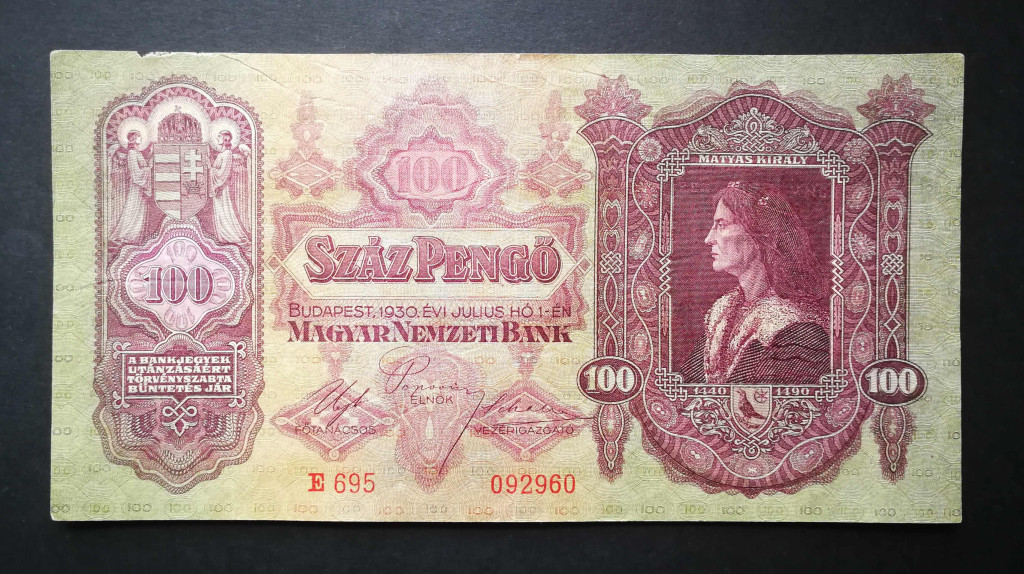 100
A BANKJEGYEK
UTÁNZÁSAÉRT
TÖRVÉNYSZABTA
BÜNTETÉS JÁR
100
SZÁZ PENGŐ
BUDAPEST, 1930. ÉVI JULIUS HÓ 1-ÉN
MAGYAR NEMZETI BANK
ELNÖK
FŐTANÁCSOS
VEZÉRIGAZGATÓ
E 695
092960
MÁTYÁS KIRÁLY
100
1440
1490
100